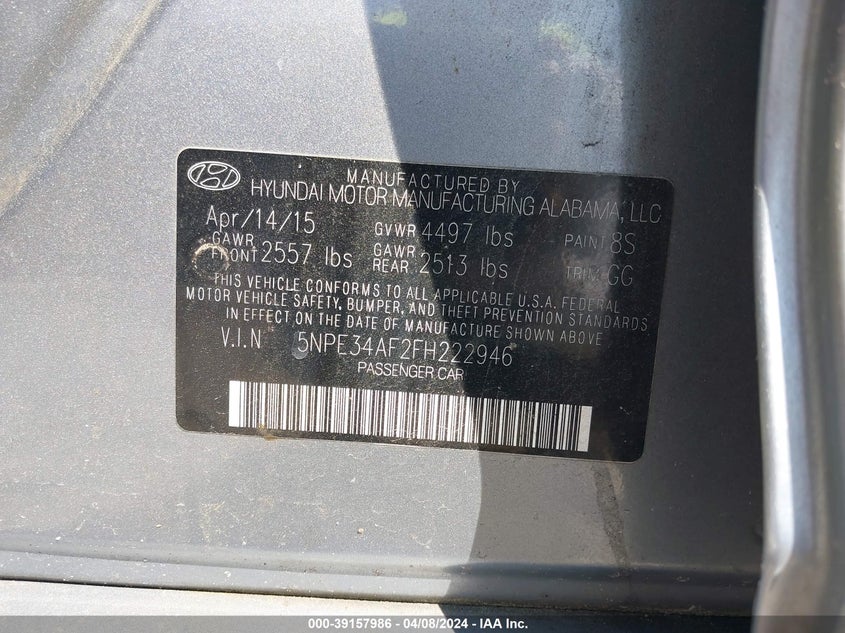 MANUFACTURED BY
HYUNDAI MOTOR MANUFACTURING ALABAMA, LLC
Apr/14/15 GVWR 4497 lbs PAINT 8S
GAWR FRONT 2557 lbs GAWR REAR 2513 lbs TRIM GG
THIS VEHICLE CONFORMS TO ALL APPLICABLE U.S.A. FEDERAL
MOTOR VEHICLE SAFETY, BUMPER, AND THEFT PREVENTION STANDARDS
IN EFFECT ON THE DATE OF MANUFACTURE SHOWN ABOVE
V.I.N 5NPE34AF2FH222946
PASSENGER CAR
000-39157986 - 04/08/2024 - IAAI.com